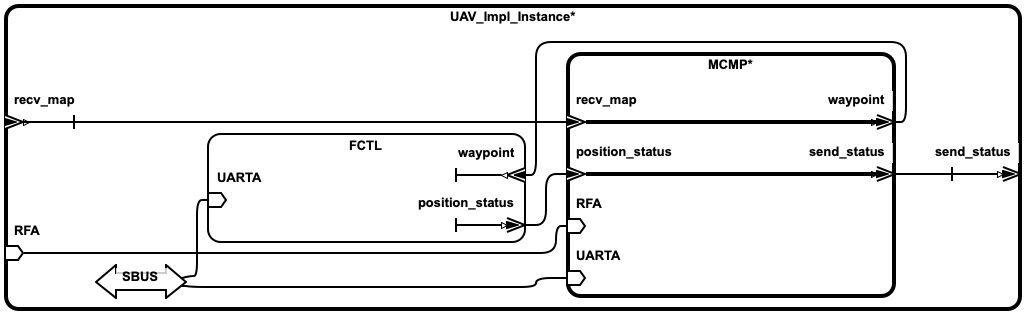 UAV_Impl_Instance*
MCMP*
recv_map
recv_map
waypoint
FCTL
waypoint
position_status
send_status
send_status
UARTA
position_status
RFA
RFA
UARTA
SBUS